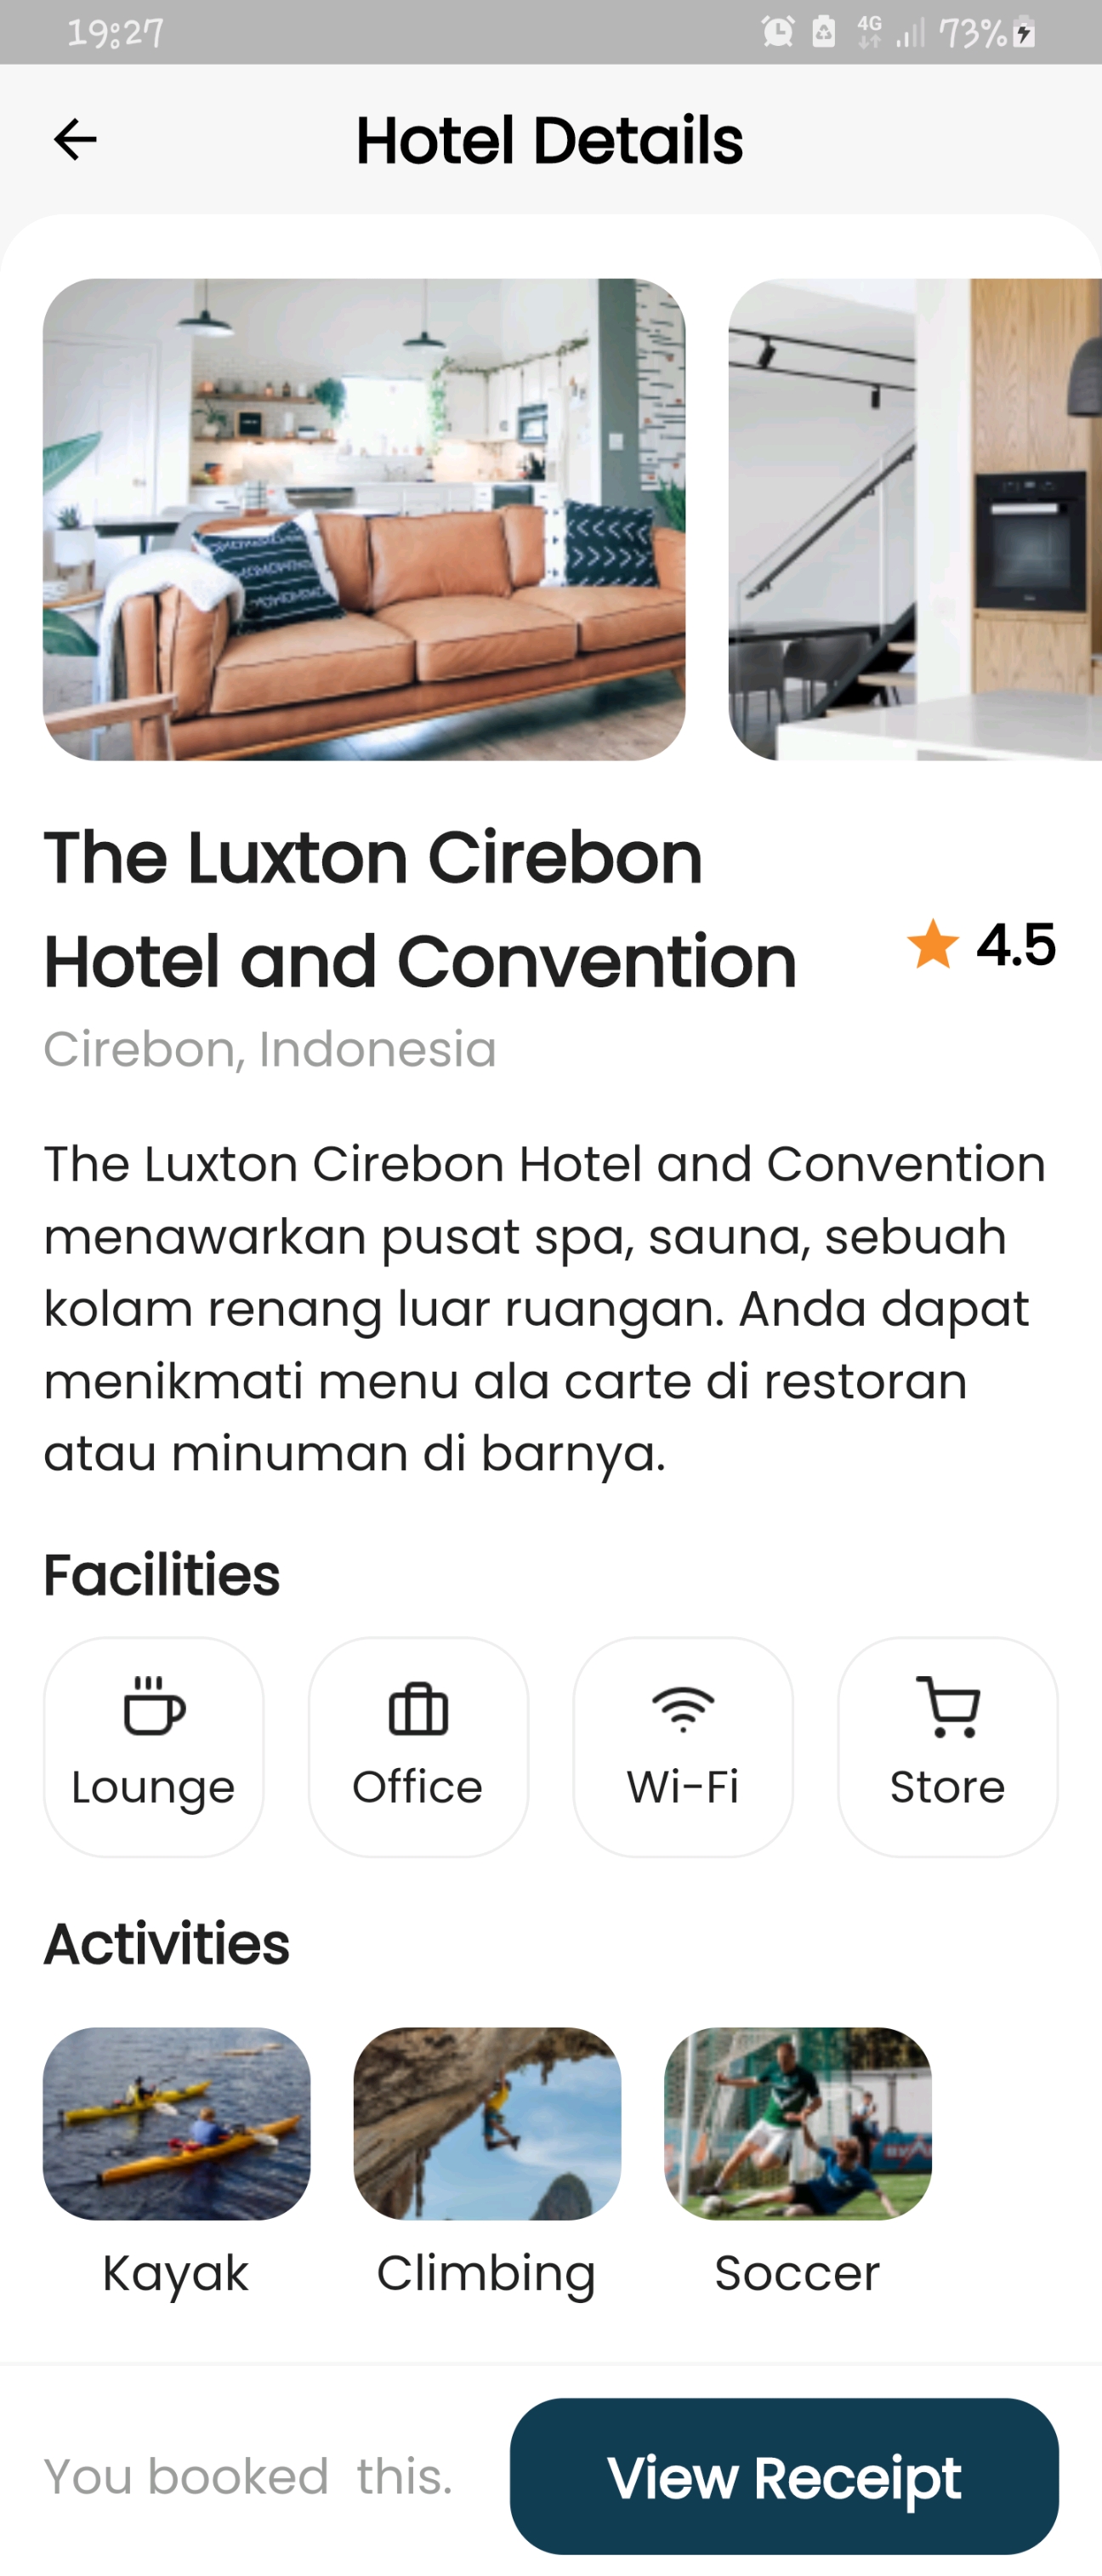 19:27
4G
73%
Hotel Details
The Luxton Cirebon
Hotel and Convention
4.5
Cirebon, Indonesia
The Luxton Cirebon Hotel and Convention
menawarkan pusat spa, sauna, sebuah
kolam renang luar ruangan. Anda dapat
menikmati menu ala carte di restoran
atau minuman di barnya.
Facilities
Lounge
Office
Wi-Fi
Store
Activities
Kayak
Climbing
Soccer
You booked  this.
View Receipt